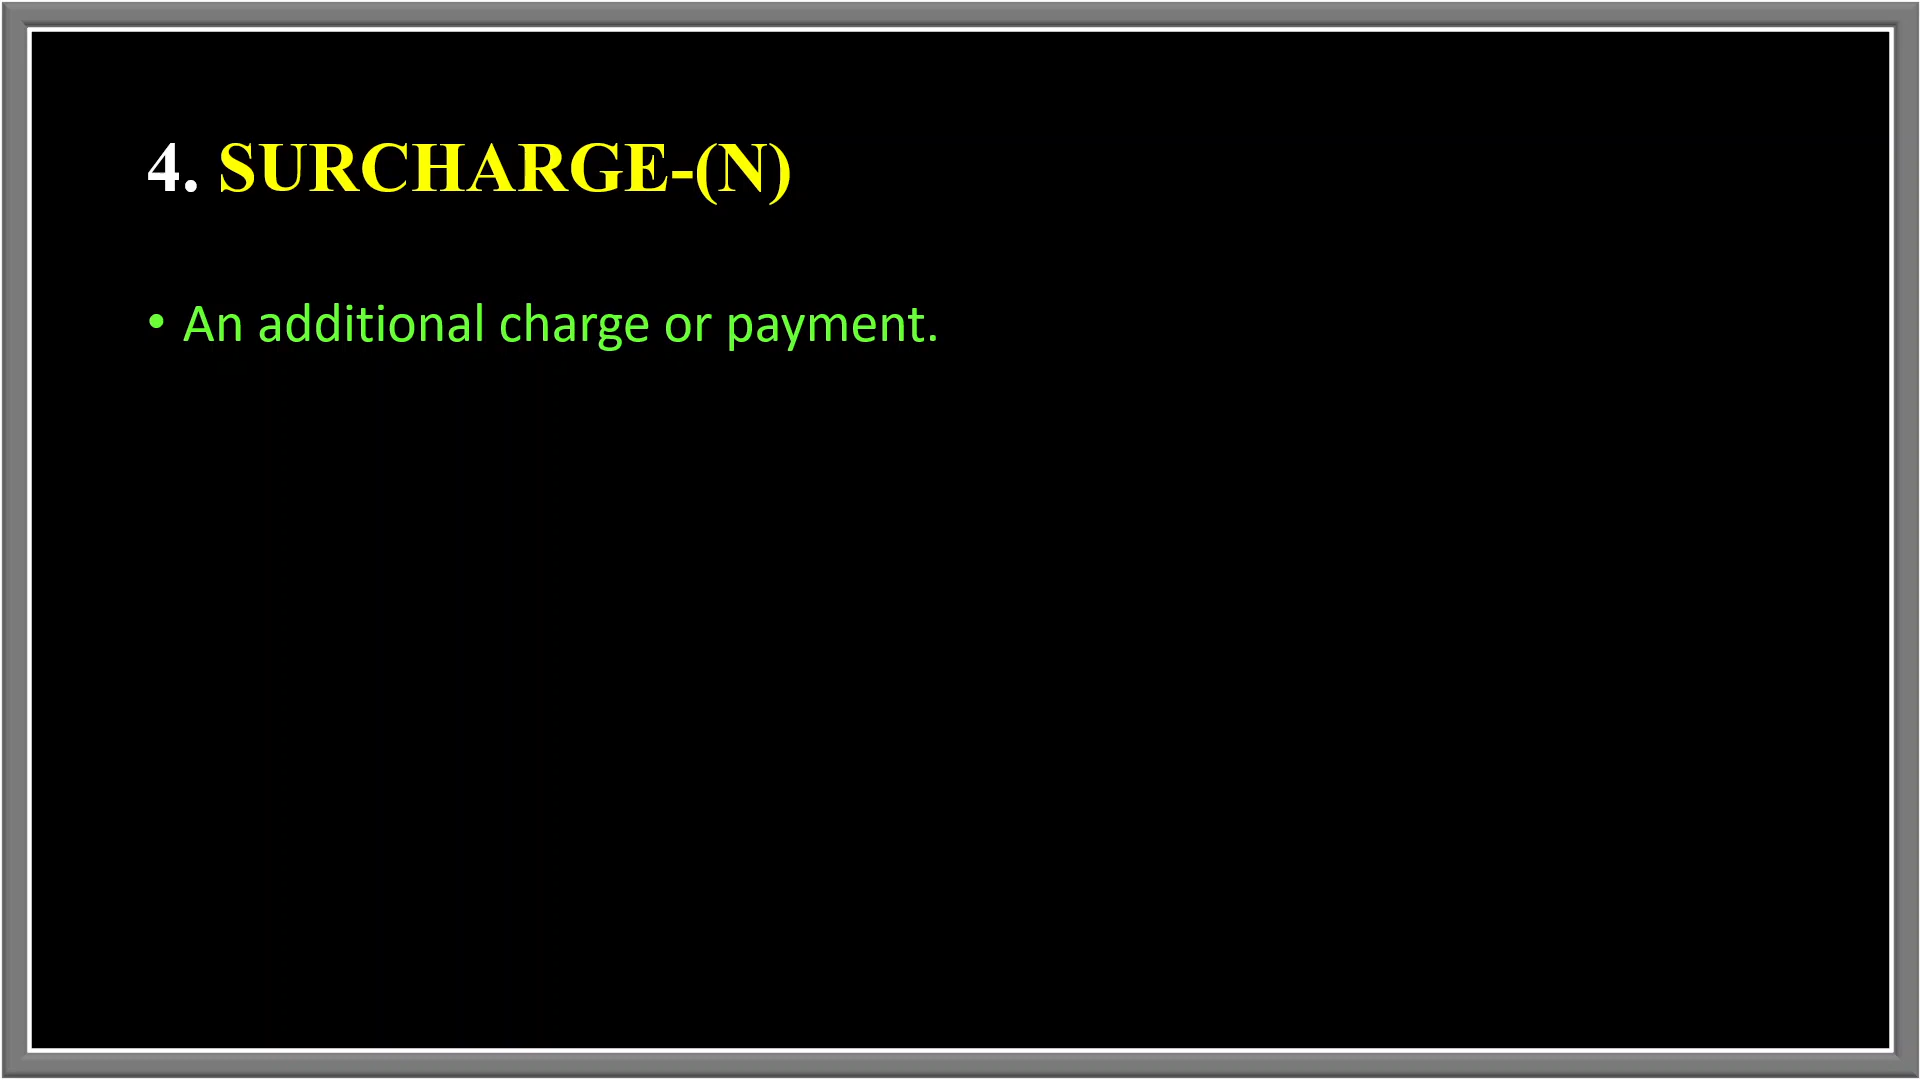 4. SURCHARGE-(N)
• An additional charge or payment.